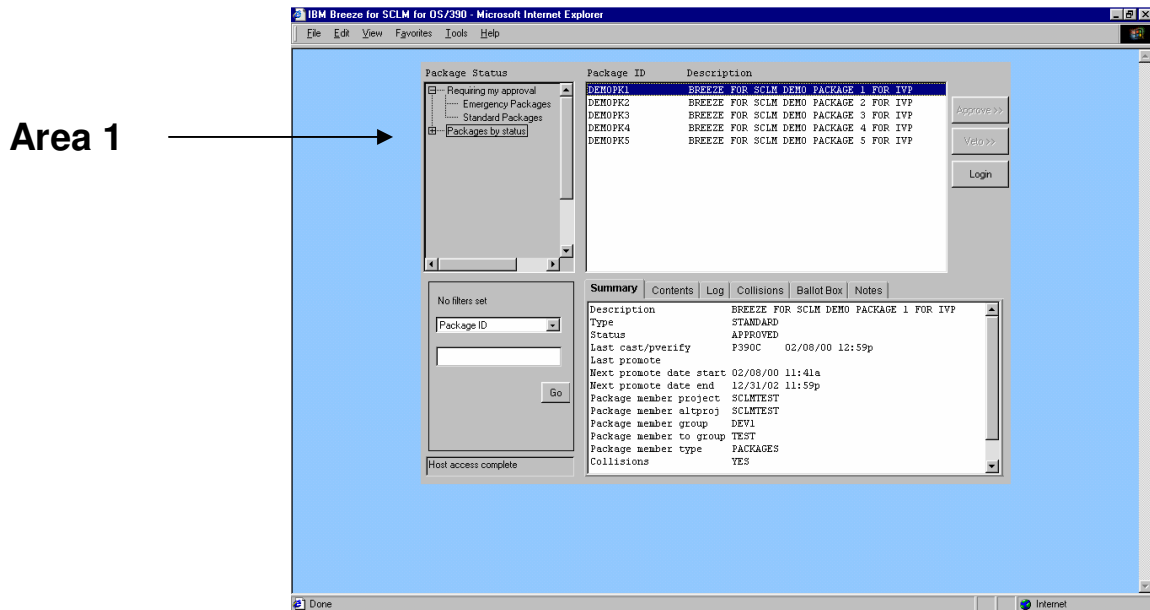 IBM Breeze for SCLM for OS/390 - Microsoft Internet Explorer
File Edit View Favorites Tools Help
Area 1
Package Status
Requiring my approval
Emergency Packages
Standard Packages
Packages by status
Package ID Description
DEMOPK1 BREEZE FOR SCLM DEMO PACKAGE 1 FOR IVP
DEMOPK2 BREEZE FOR SCLM DEMO PACKAGE 2 FOR IVP
DEMOPK3 BREEZE FOR SCLM DEMO PACKAGE 3 FOR IVP
DEMOPK4 BREEZE FOR SCLM DEMO PACKAGE 4 FOR IVP
DEMOPK5 BREEZE FOR SCLM DEMO PACKAGE 5 FOR IVP
Approve >>
Veto >>
Login
No filters set
Package ID
Go
Host access complete
Summary Contents Log Collisions Ballot Box Notes
Description BREEZE FOR SCLM DEMO PACKAGE 1 FOR IVP
Type STANDARD
Status APPROVED
Last cast/pverify P390C 02/08/00 12:59p
Last promote
Next promote date start 02/08/00 11:41a
Next promote date end 12/31/02 11:59p
Package member project SCLMTEST
Package member altproj SCLMTEST
Package member group DEV1
Package member to group TEST
Package member type PACKAGES
Collisions YES
Done
Internet